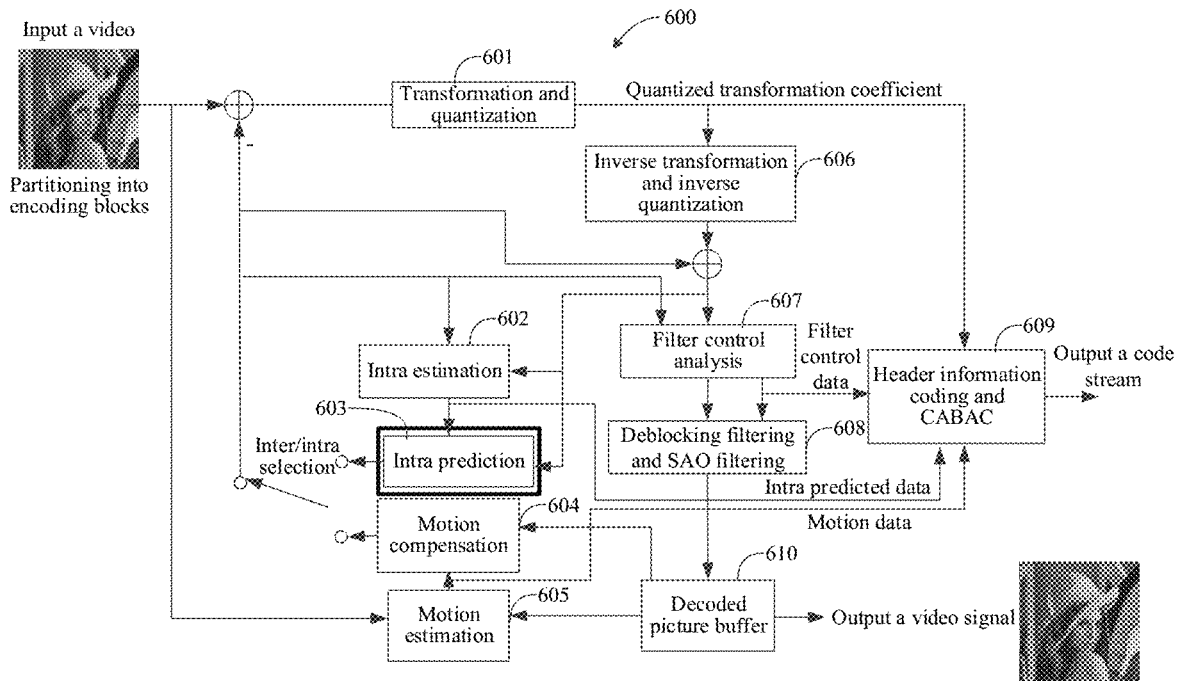 600
Input a video
601
Transformation and
quantization
Quantized transformation coefficient
-
Partitioning into
encoding blocks
Inverse transformation
and inverse
quantization
606
607
602
Filter control
analysis
Filter
control
data
609
Intra estimation
Header information
coding and
CABAC
Output a code
stream
603
Inter/intra
selection
Intra prediction
Deblocking filtering
and SAO filtering
608
Intra predicted data
604
Motion data
Motion
compensation
610
605
Motion
estimation
Decoded
picture buffer
Output a video signal